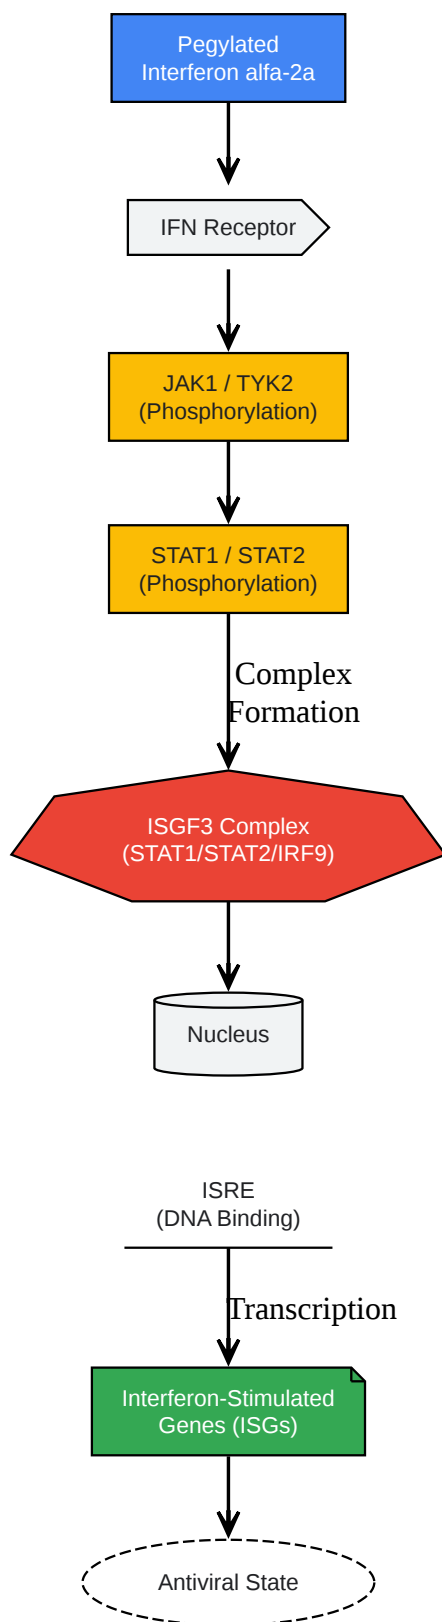 Pegylated
Interferon alfa-2a
IFN Receptor
JAK1 / TYK2
(Phosphorylation)
STAT1 / STAT2
(Phosphorylation)
Complex
Formation
ISGF3 Complex
(STAT1/STAT2/IRF9)
Nucleus
ISRE
(DNA Binding)
Transcription
Interferon-Stimulated
Genes (ISGs)
Antiviral State